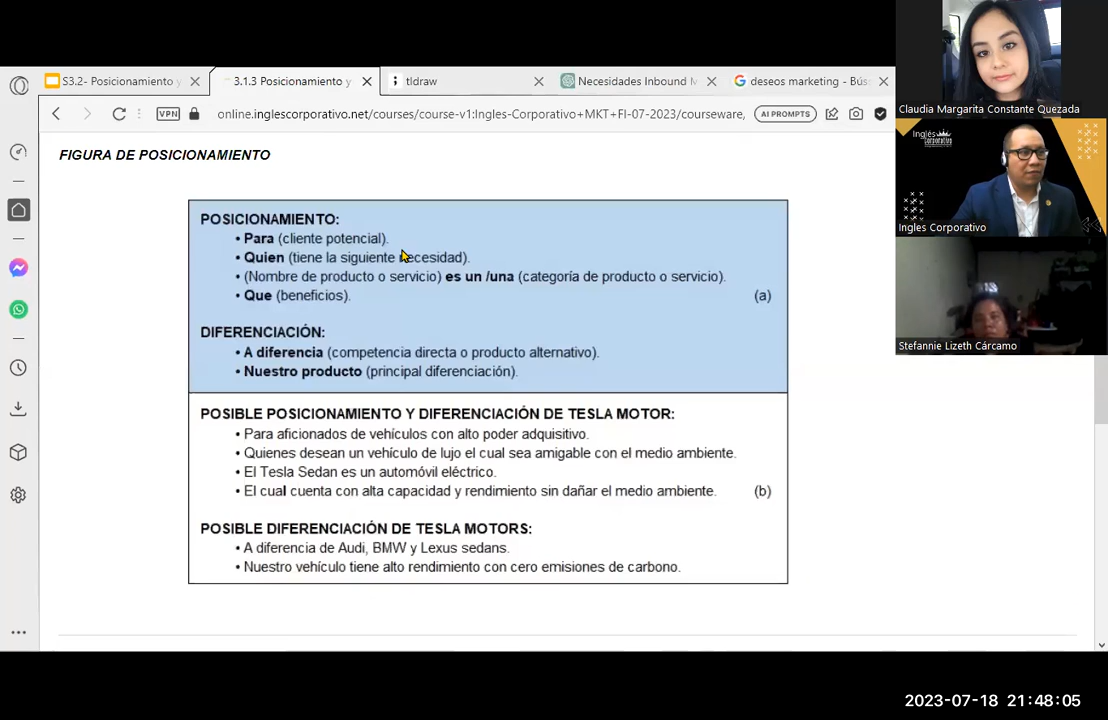 S3.2- Posicionamiento y
3.1.3 Posicionamiento y
tldraw
Necesidades Inbound M
deseos marketing - Bús
VPN
online.inglescorporativo.net/courses/course-v1:Ingles-Corporativo+MKT+FI-07-2023/courseware,
AI PROMPTS
FIGURA DE POSICIONAMIENTO
POSICIONAMIENTO:
• Para (cliente potencial).
• Quien (tiene la siguiente necesidad).
• (Nombre de producto o servicio) es un /una (categoría de producto o servicio).
• Que (beneficios).
(a)
DIFERENCIACIÓN:
• A diferencia (competencia directa o producto alternativo).
• Nuestro producto (principal diferenciación).
POSIBLE POSICIONAMIENTO Y DIFERENCIACIÓN DE TESLA MOTOR:
• Para aficionados de vehículos con alto poder adquisitivo.
• Quienes desean un vehículo de lujo el cual sea amigable con el medio ambiente.
• El Tesla Sedan es un automóvil eléctrico.
• El cual cuenta con alta capacidad y rendimiento sin dañar el medio ambiente.
(b)
POSIBLE DIFERENCIACIÓN DE TESLA MOTORS:
• A diferencia de Audi, BMW y Lexus sedans.
• Nuestro vehículo tiene alto rendimiento con cero emisiones de carbono.
Claudia Margarita Constante Quezada
Inglés
Corporativo
Ingles Corporativo
Stefannie Lizeth Cárcamo
2023-07-18 21:48:05